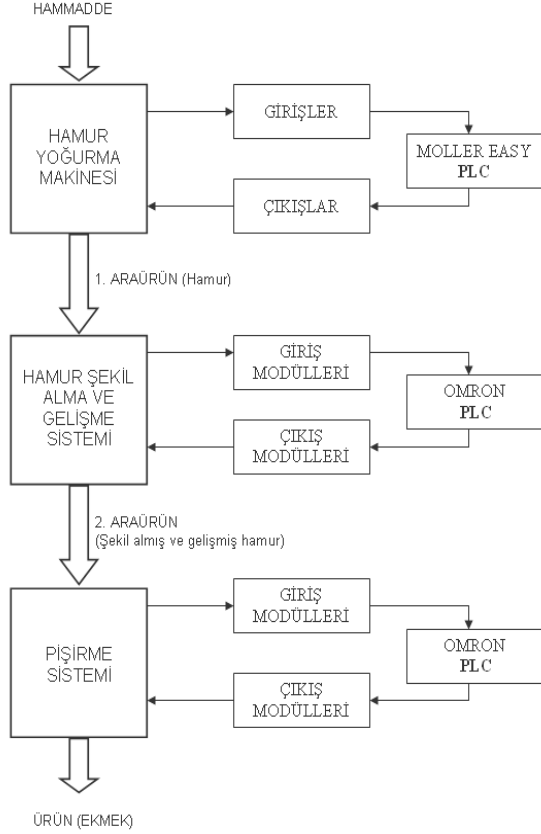 HAMMADDE
HAMUR
YOĞURMA
MAKİNESİ
GİRİŞLER
MOLLER EASY
PLC
ÇIKIŞLAR
1. ARAÜRÜN (Hamur)
HAMUR ŞEKİL
ALMA VE
GELİŞME
SİSTEMİ
GİRİŞ
MODÜLLERİ
OMRON
PLC
ÇIKIŞ
MODÜLLERİ
2. ARAÜRÜN
(Şekil almış ve gelişmiş hamur)
PİŞİRME
SİSTEMİ
GİRİŞ
MODÜLLERİ
OMRON
PLC
ÇIKIŞ
MODÜLLERİ
ÜRÜN (EKMEK)